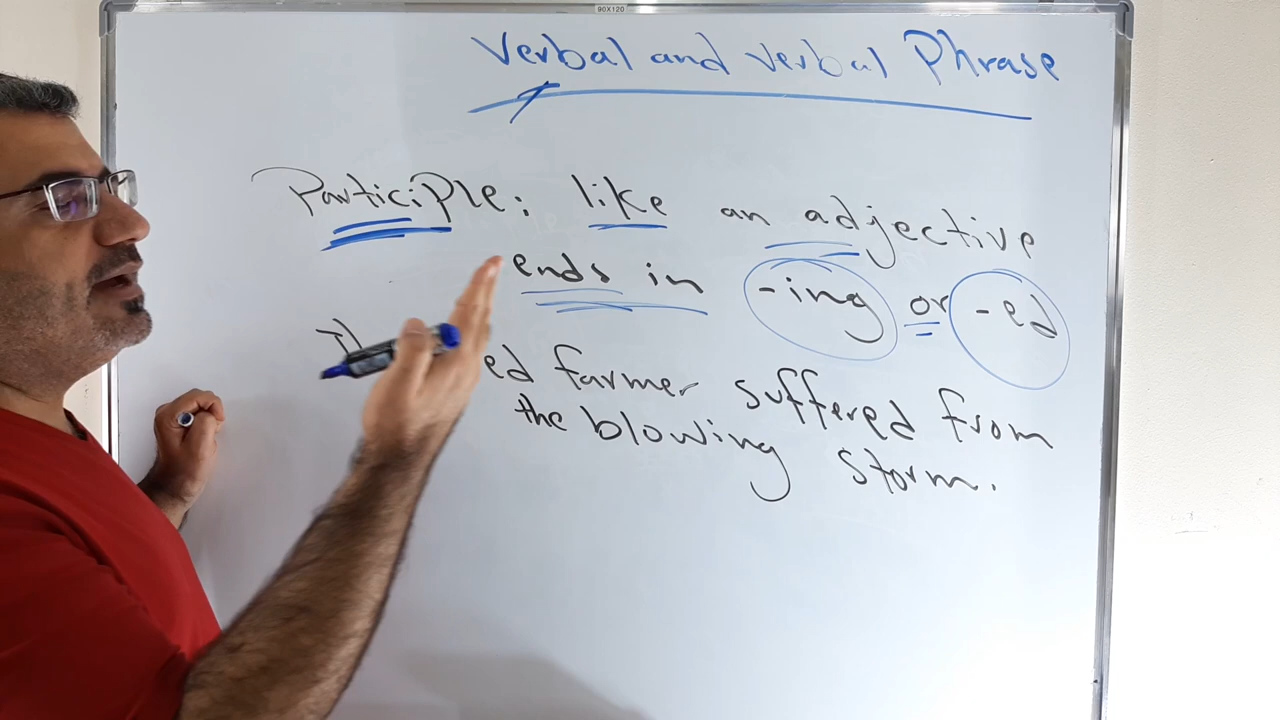 90X120
Verbal and verbal Phrase
Participle: like an adjective
ends in -ing or -ed
farmer suffered from
the blowing storm.